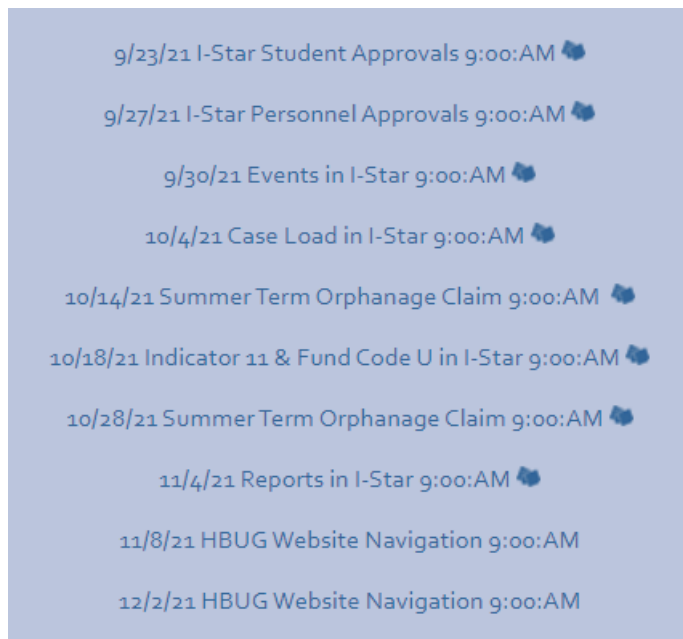 9/23/21 I-Star Student Approvals 9:00:AM
9/27/21 I-Star Personnel Approvals 9:00:AM
9/30/21 Events in I-Star 9:00:AM
10/4/21 Case Load in I-Star 9:00:AM
10/14/21 Summer Term Orphanage Claim 9:00:AM
10/18/21 Indicator 11 & Fund Code U in I-Star 9:00:AM
10/28/21 Summer Term Orphanage Claim 9:00:AM
11/4/21 Reports in I-Star 9:00:AM
11/8/21 HBUG Website Navigation 9:00:AM
12/2/21 HBUG Website Navigation 9:00:AM